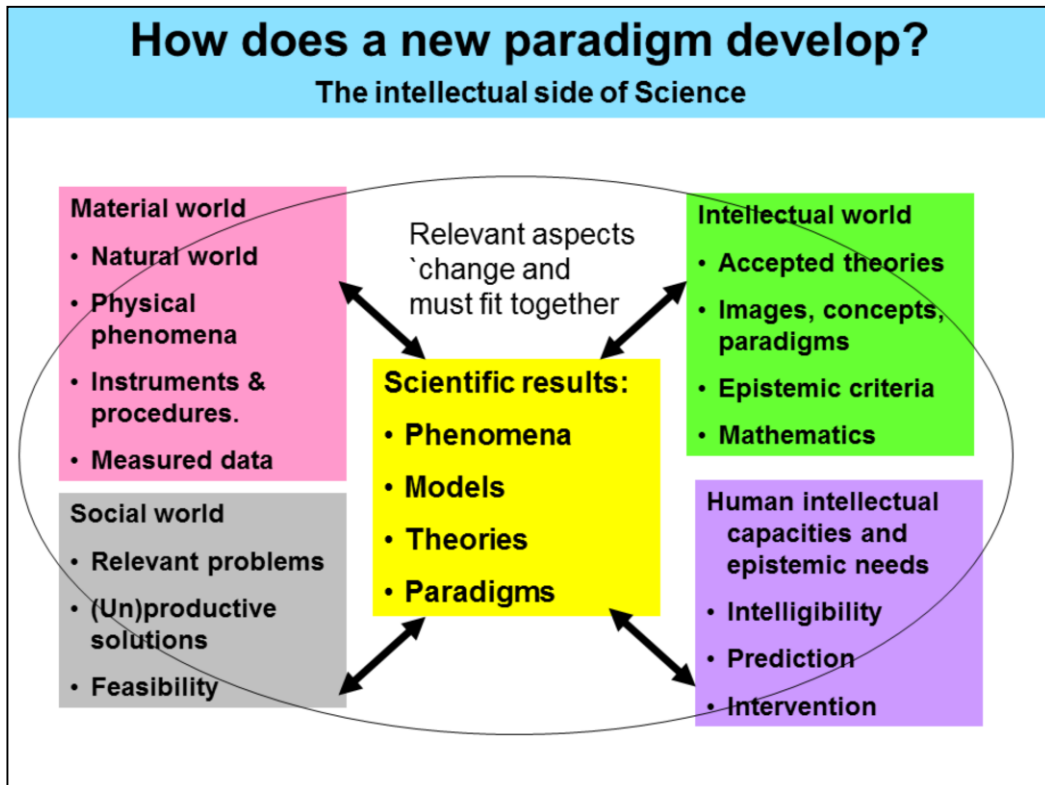 How does a new paradigm develop?
The intellectual side of Science
Material world
• Natural world
• Physical
phenomena
• Instruments &
procedures.
• Measured data
Relevant aspects
`change and
must fit together
Intellectual world
• Accepted theories
• Images, concepts,
paradigms
• Epistemic criteria
• Mathematics
Scientific results:
• Phenomena
• Models
• Theories
• Paradigms
Social world
• Relevant problems
• (Un)productive
solutions
• Feasibility
Human intellectual
capacities and
epistemic needs
• Intelligibility
• Prediction
• Intervention